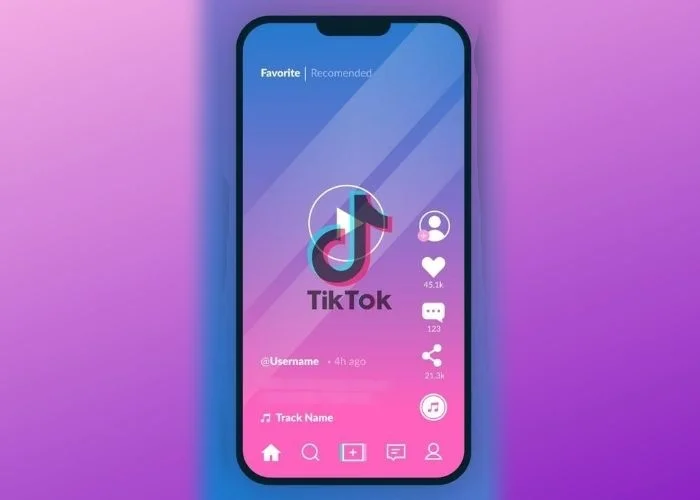 Favorite | Recomended
45.1k
TikTok
123
@Username • 4h ago
21.3k
Track Name